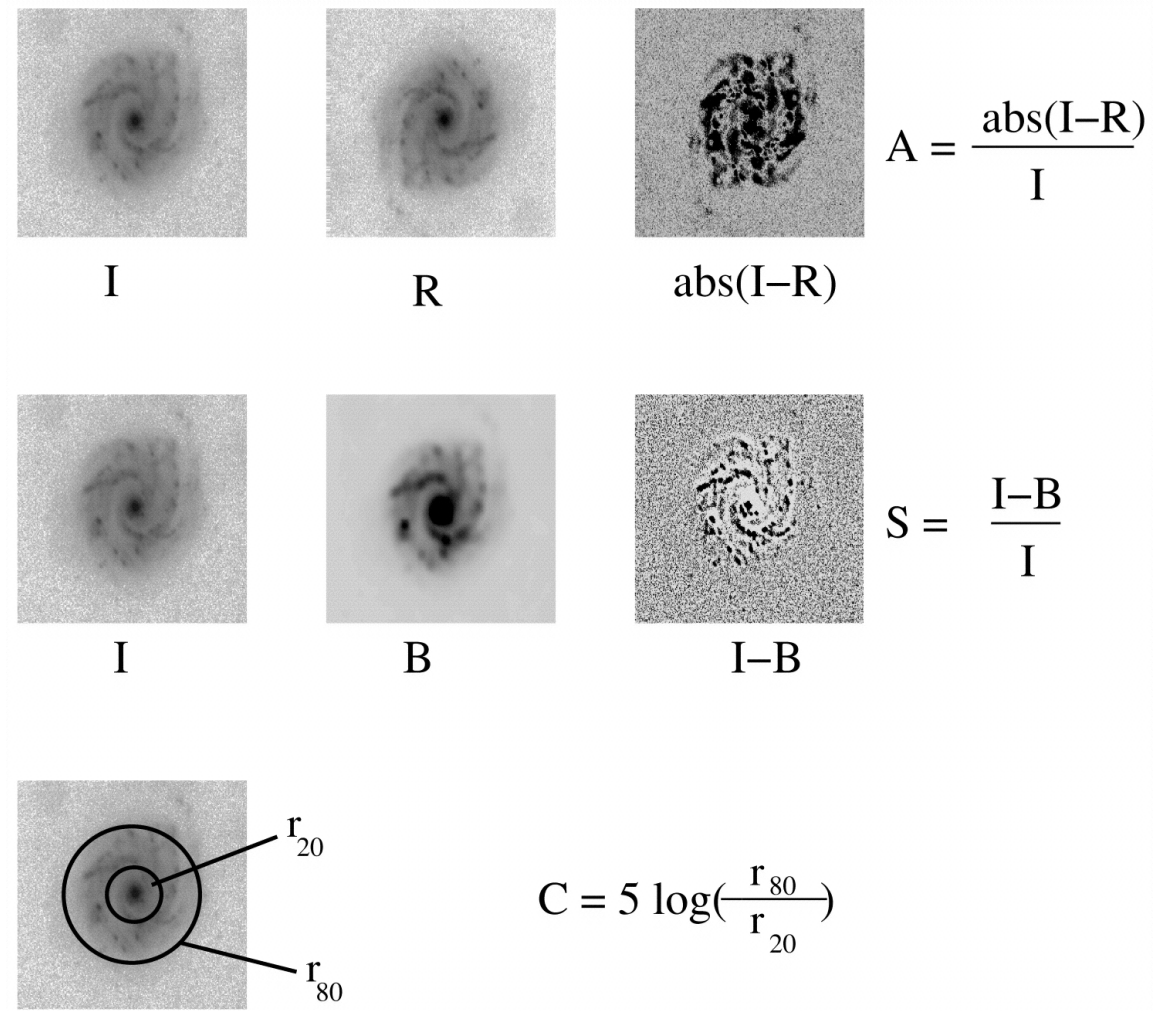 I
R
abs(I−R)
A = abs(I−R)
I
I
B
I−B
S = I−B
I
r20
r80
C = 5 log(r80)
r20